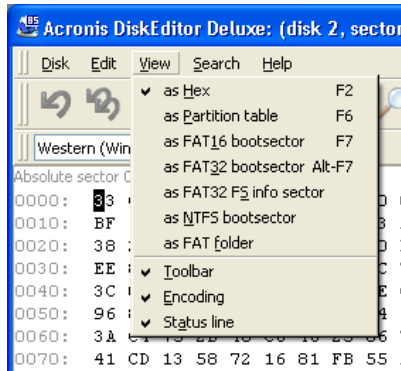 Acronis DiskEditor Deluxe: (disk 2, sector
Disk Edit View Search Help
as Hex F2
as Partition table F6
as FAT16 bootsector F7
Western (Win
as FAT32 bootsector Alt-F7
Absolute sector
as FAT32 FS info sector
0000: 33
as NTFS bootsector
0010: BF
as FAT folder
0020: 38
0030: EE
Toolbar
0040: 3C
Encoding
0050: 96
Status line
0060: 3A
0070: 41 CD 13 58 72 16 81 FB 55